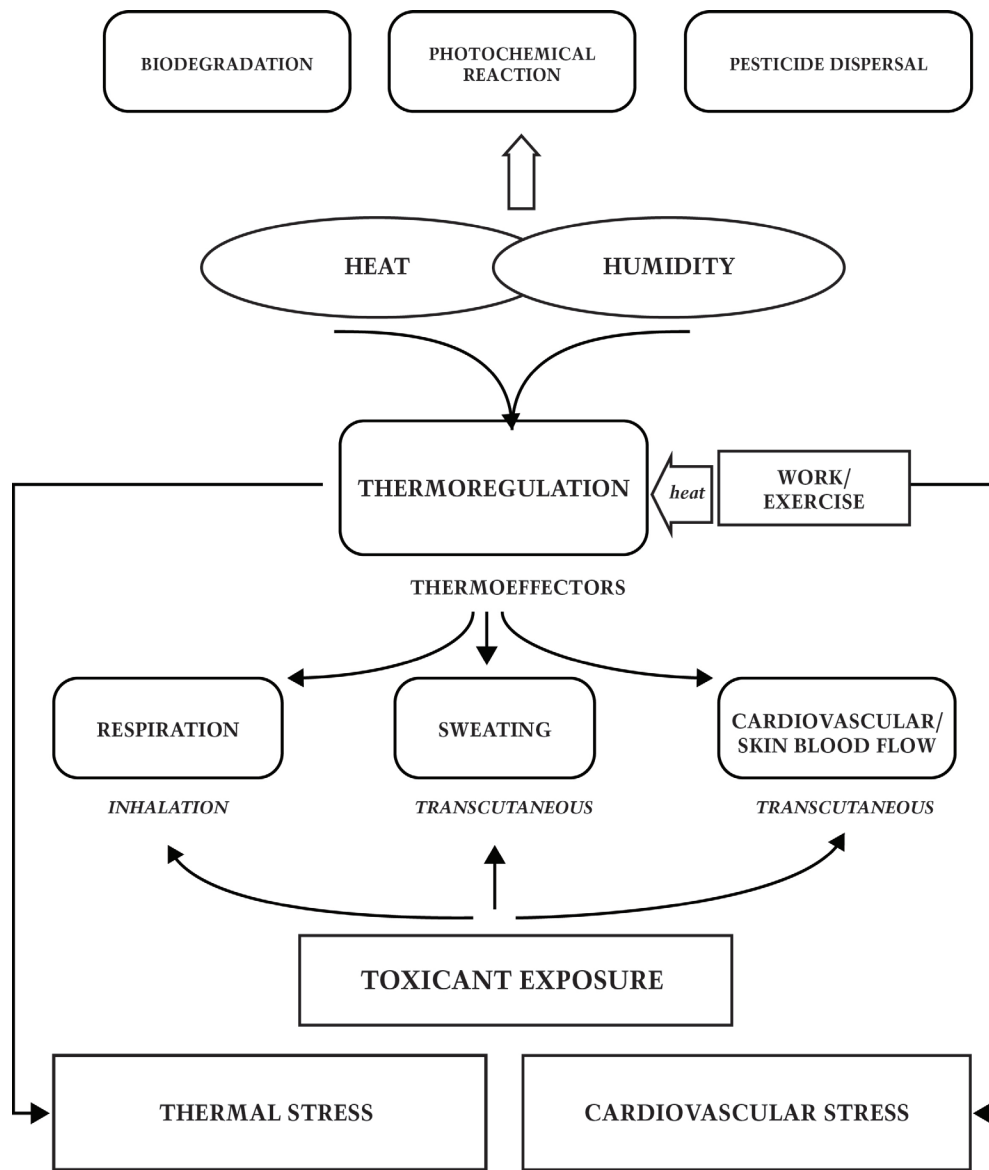 BIODEGRADATION
PHOTOCHEMICAL
REACTION
PESTICIDE DISPERSAL
HEAT
HUMIDITY
THERMOREGULATION
heat
WORK/
EXERCISE
THERMOEFFECTORS
RESPIRATION
SWEATING
CARDIOVASCULAR/
SKIN BLOOD FLOW
INHALATION
TRANSCUTANEOUS
TRANSCUTANEOUS
TOXICANT EXPOSURE
THERMAL STRESS
CARDIOVASCULAR STRESS